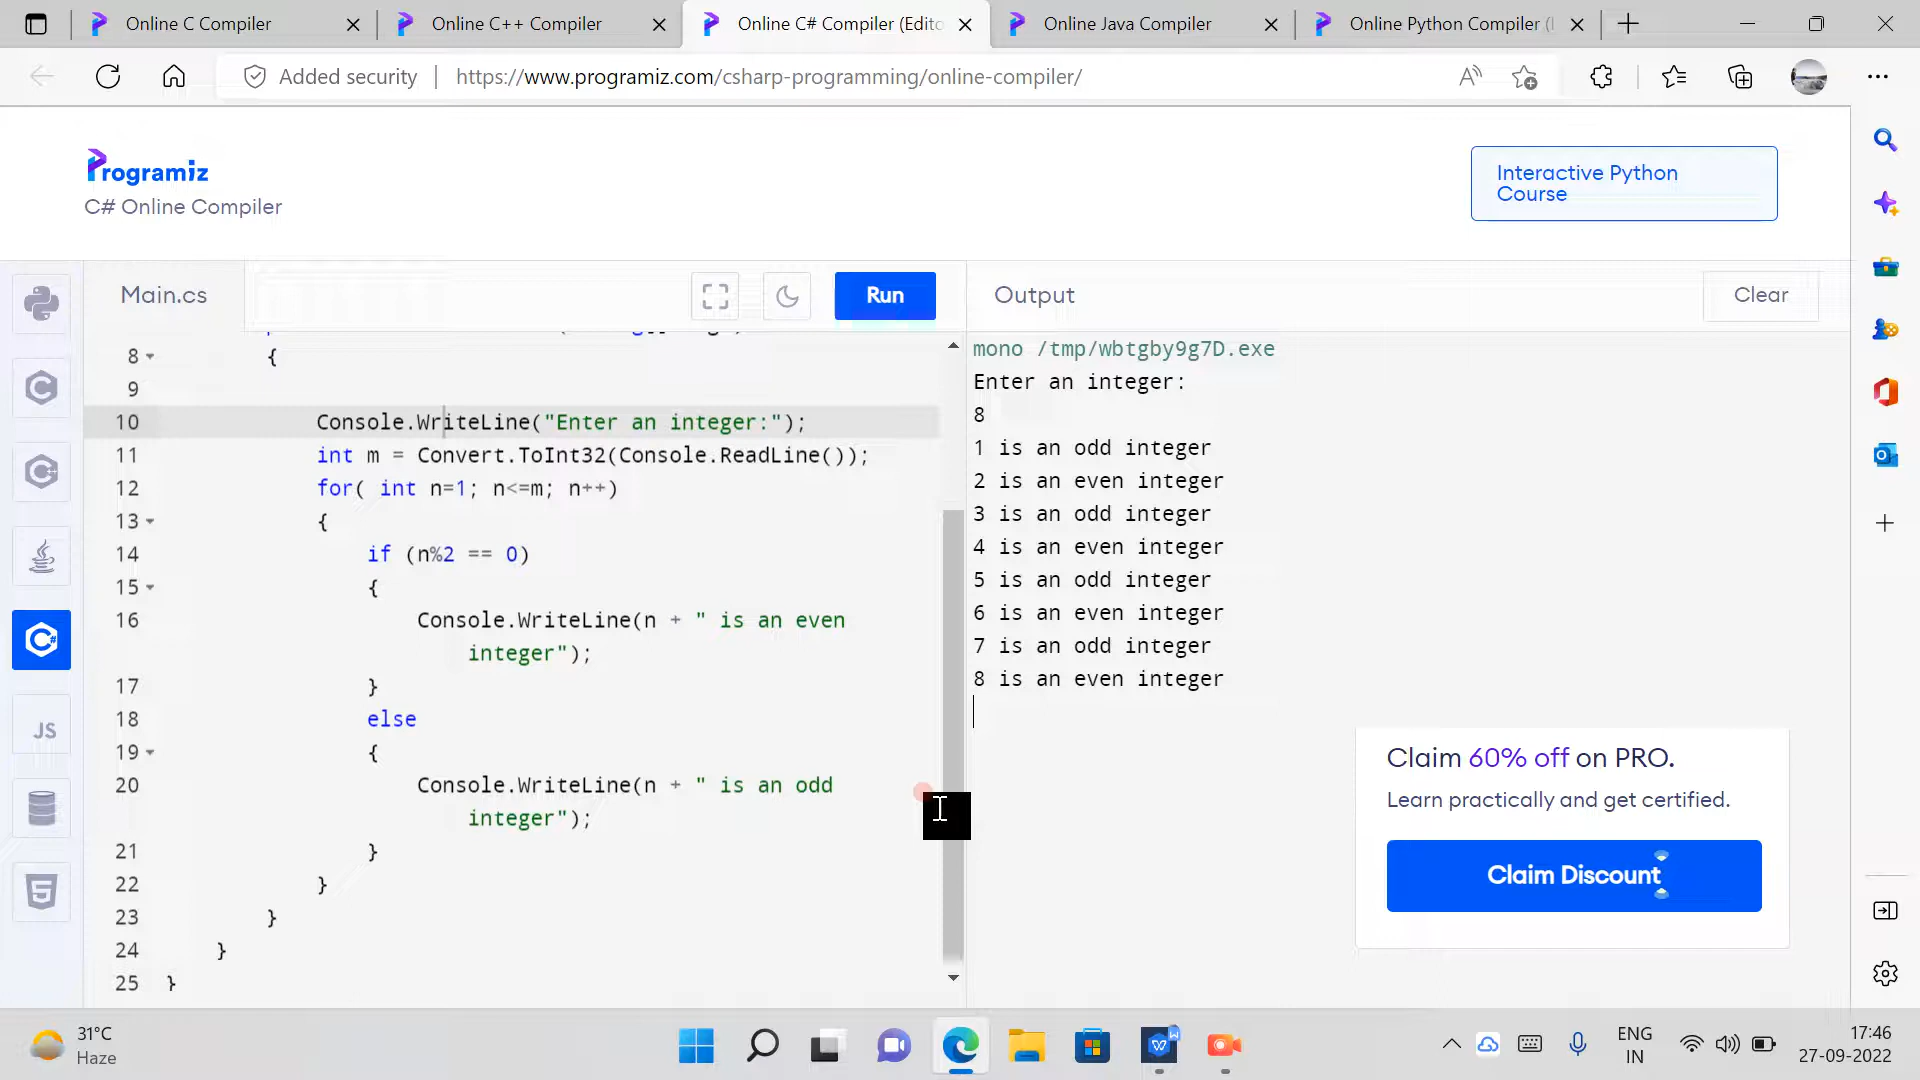 Online C Compiler
Online C++ Compiler
Online C# Compiler (Edito
Online Java Compiler
Online Python Compiler (I
Added security
https://www.programiz.com/csharp-programming/online-compiler/
Programiz
C# Online Compiler
Interactive Python
Course
Main.cs
Run
Output
Clear
8 {
9
10 Console.WriteLine("Enter an integer:");
11 int m = Convert.ToInt32(Console.ReadLine());
12 for( int n=1; n<=m; n++)
13 {
14 if (n%2 == 0)
15 {
16 Console.WriteLine(n + " is an even
integer");
17 }
18 else
19 {
20 Console.WriteLine(n + " is an odd
integer");
21 }
22 }
23 }
24 }
25 }
mono /tmp/wbtgby9g7D.exe
Enter an integer:
8
1 is an odd integer
2 is an even integer
3 is an odd integer
4 is an even integer
5 is an odd integer
6 is an even integer
7 is an odd integer
8 is an even integer
Claim 60% off on PRO.
Learn practically and get certified.
Claim Discount
JS
31°C
Haze
ENG
IN
17:46
27-09-2022